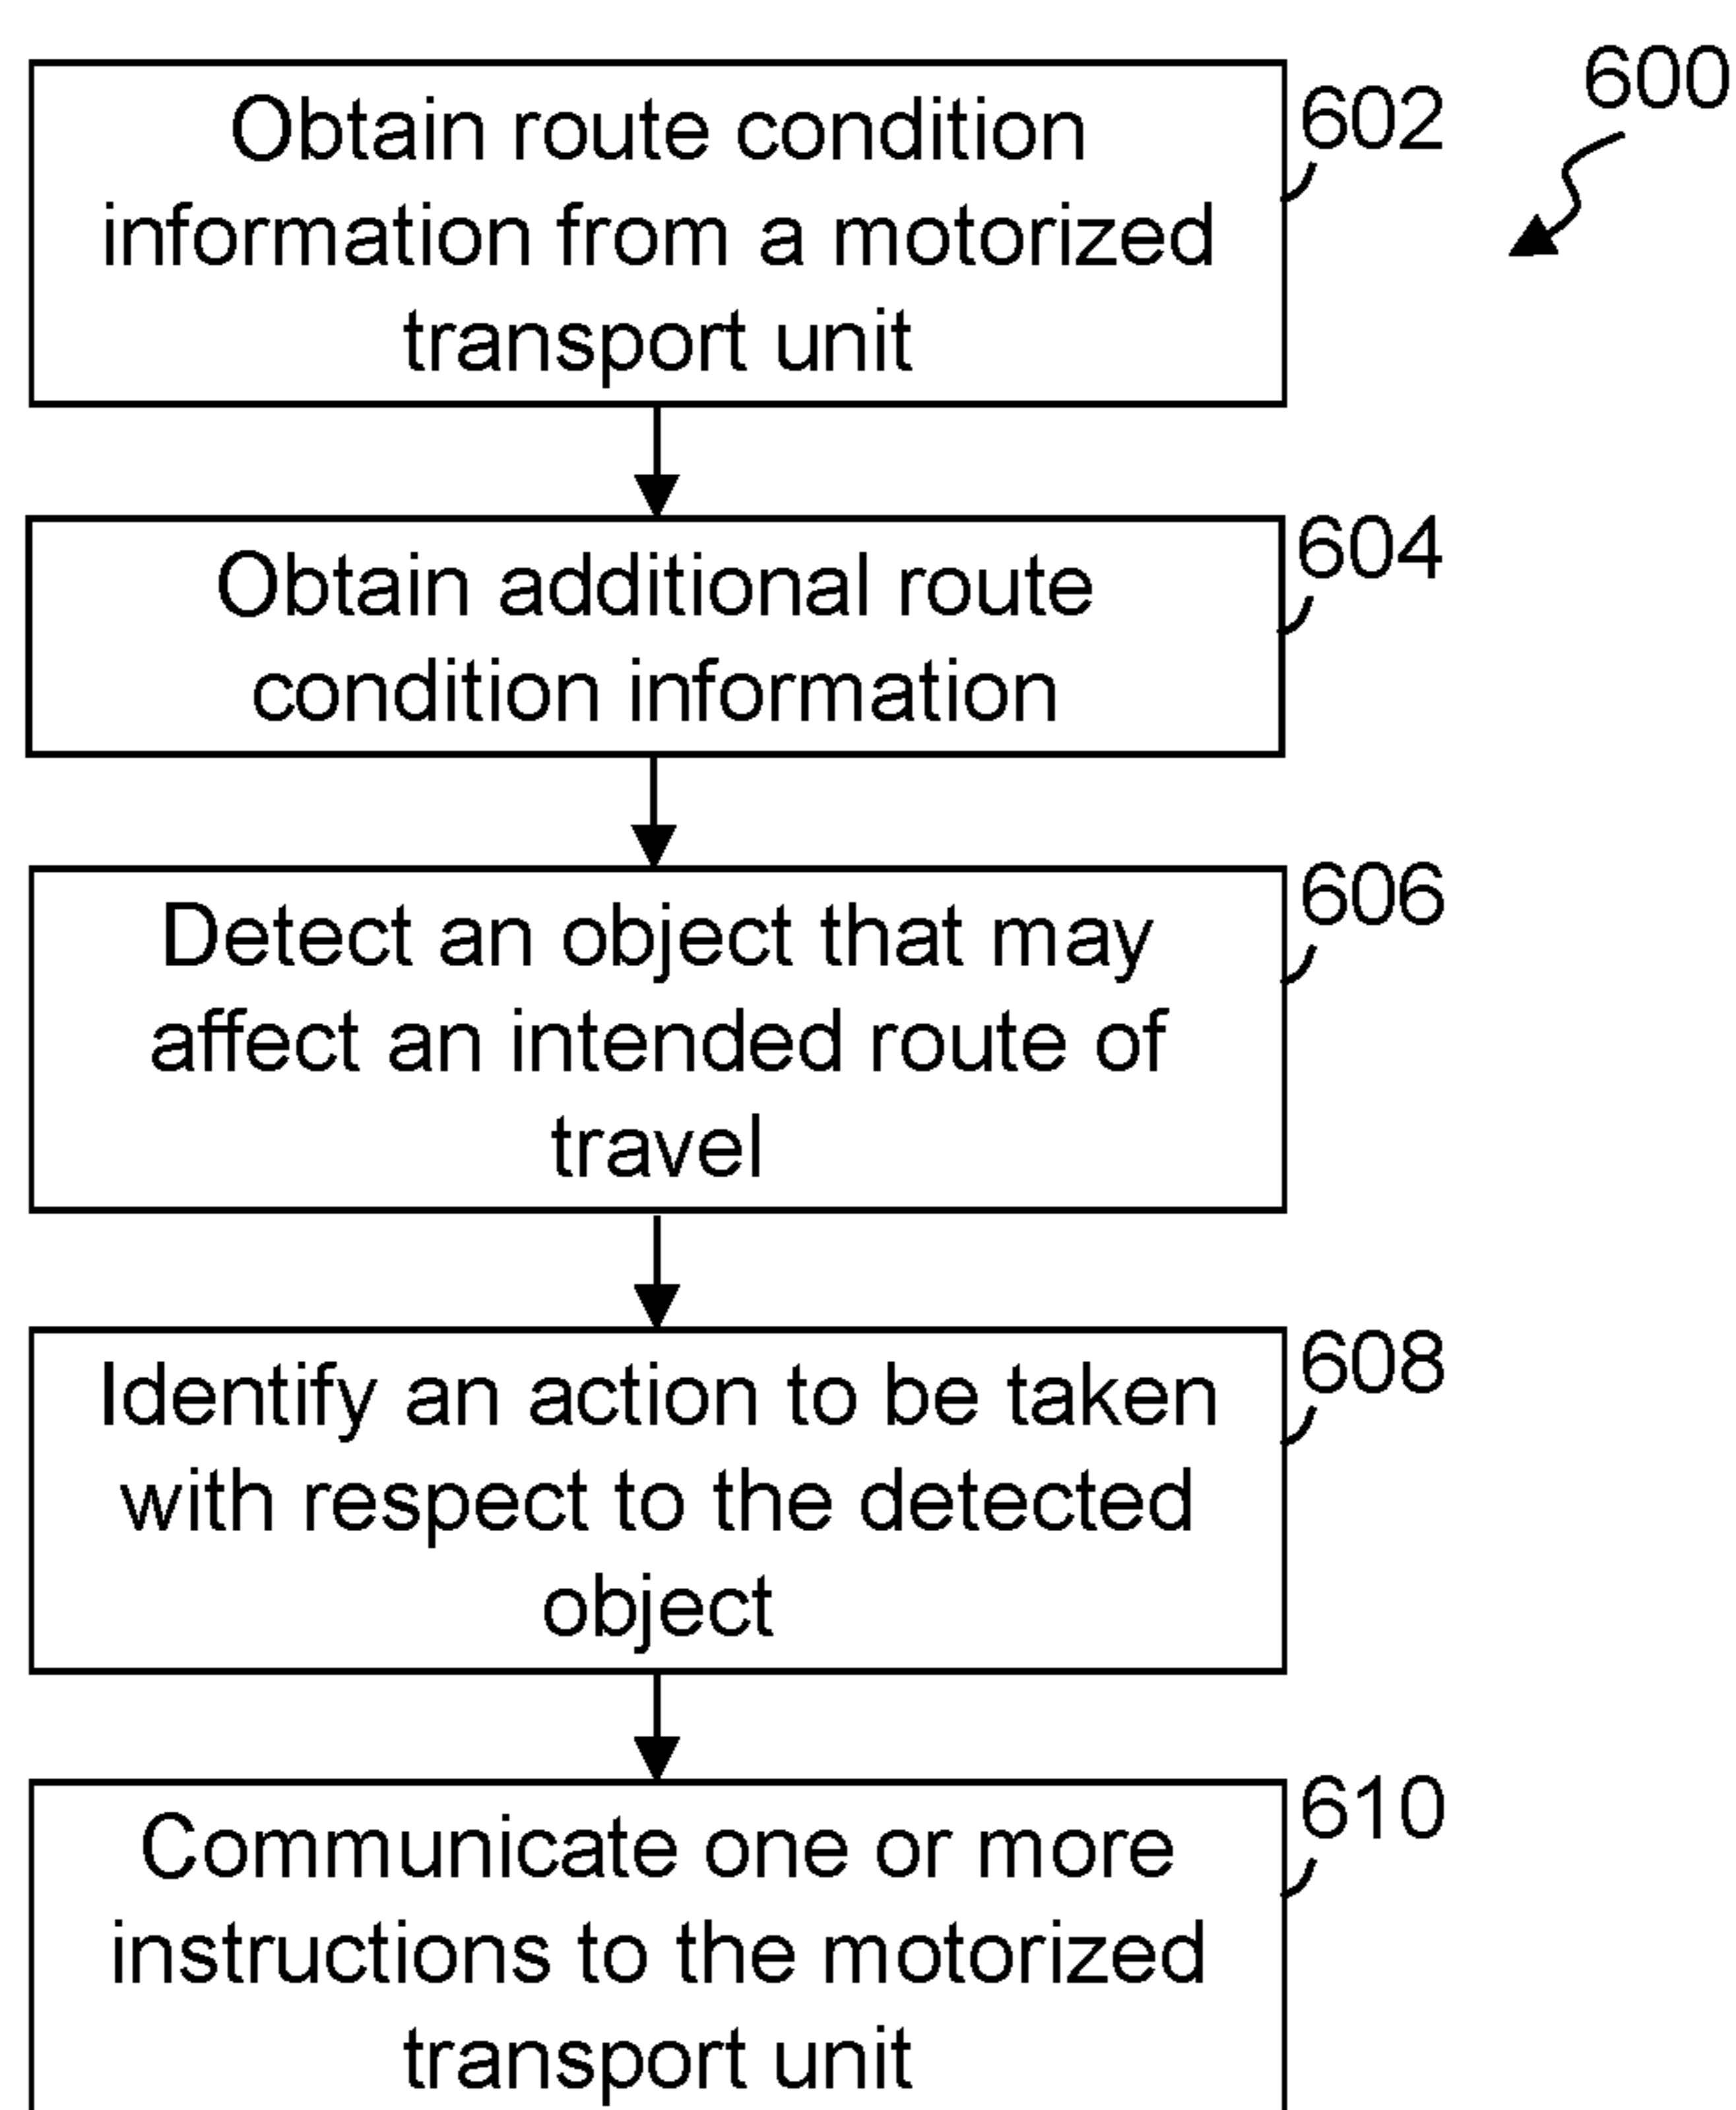 600
Obtain route condition
information from a motorized
transport unit
602
Obtain additional route
condition information
604
Detect an object that may
affect an intended route of
travel
606
Identify an action to be taken
with respect to the detected
object
608
Communicate one or more
instructions to the motorized
transport unit
610